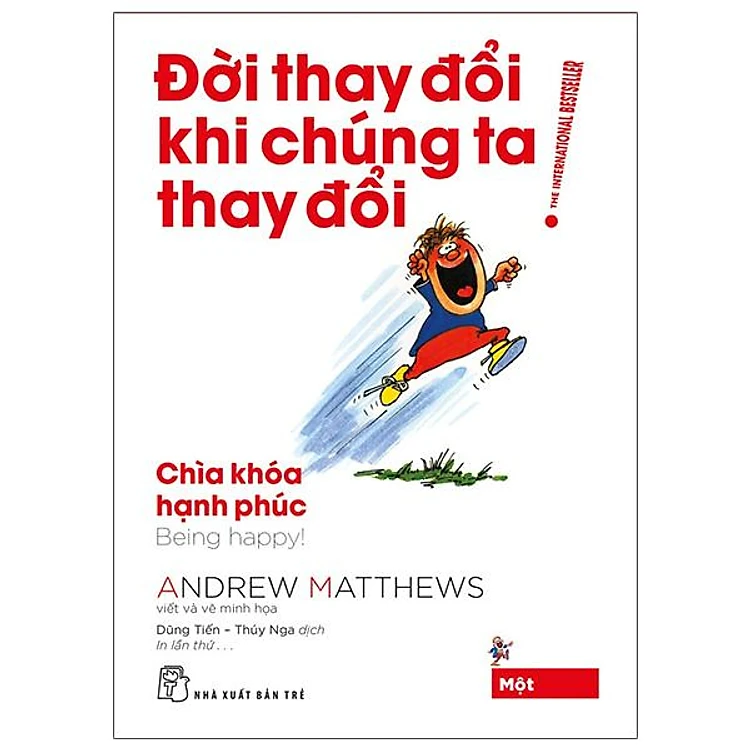 Đời thay đổi
khi chúng ta
thay đổi
THE INTERNATIONAL BESTSELLER
!
Chìa khóa
hạnh phúc
Being happy!
ANDREW MATTHEWS
viết và vẽ minh họa
Dũng Tiến – Thúy Nga dịch
In lần thứ . . .
NHÀ XUẤT BẢN TRẺ
Một